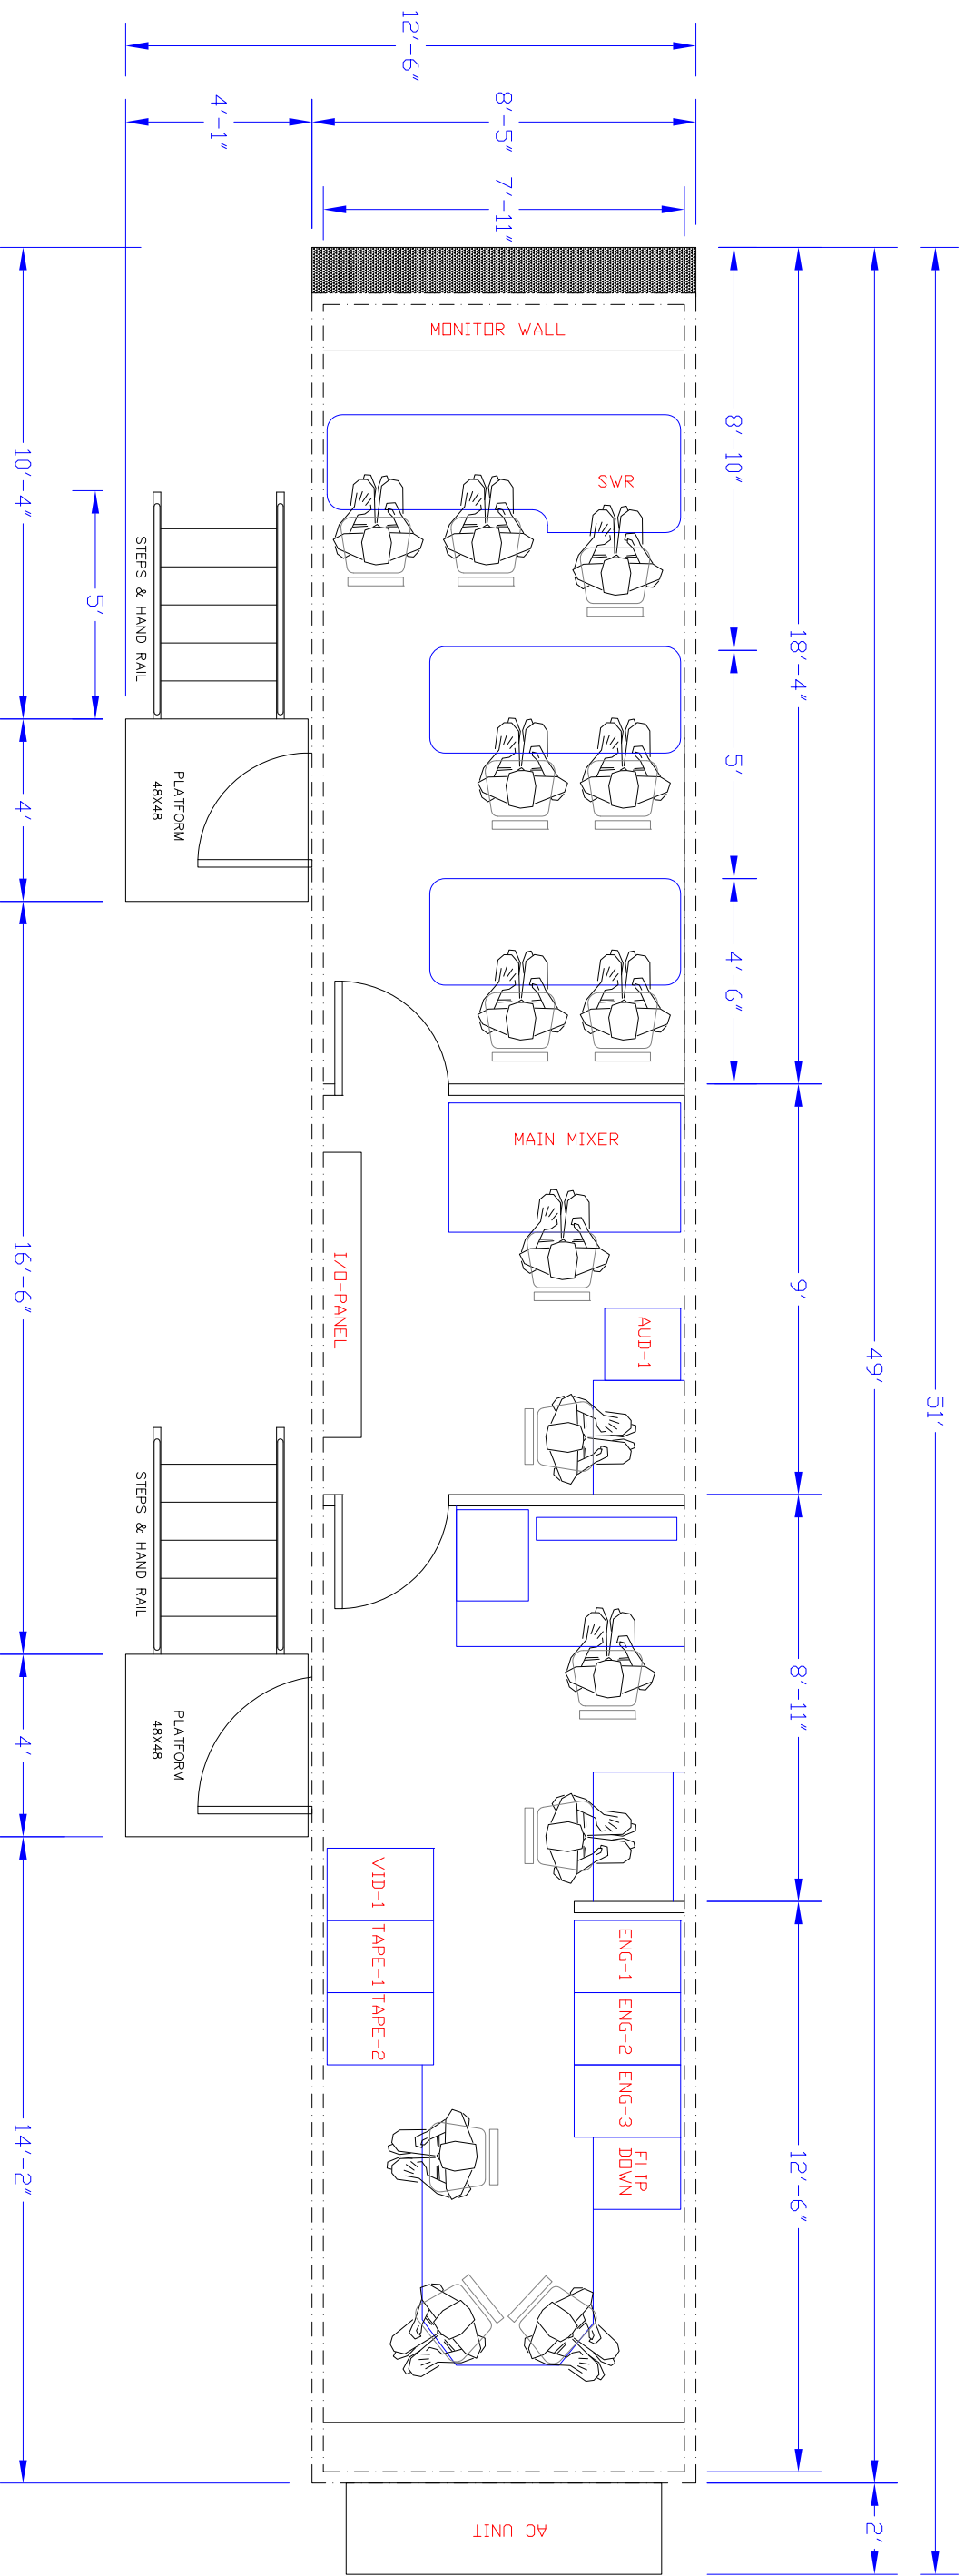 51'
49'
2'
18'-4"
9'
8'-11"
12'-6"
8'-10"
5'
4'-6"
12'-6"
8'-5"
7'-11"
4'-1"
MONITOR WALL
SWR
MAIN MIXER
AUD-1
I/O-PANEL
ENG-1
ENG-2
ENG-3
FLIP
DOWN
VID-1
TAPE-1
TAPE-2
AC UNIT
STEPS & HAND RAIL
PLATFORM
48X48
STEPS & HAND RAIL
PLATFORM
48X48
5'
10'-4"
4'
16'-6"
4'
14'-2"